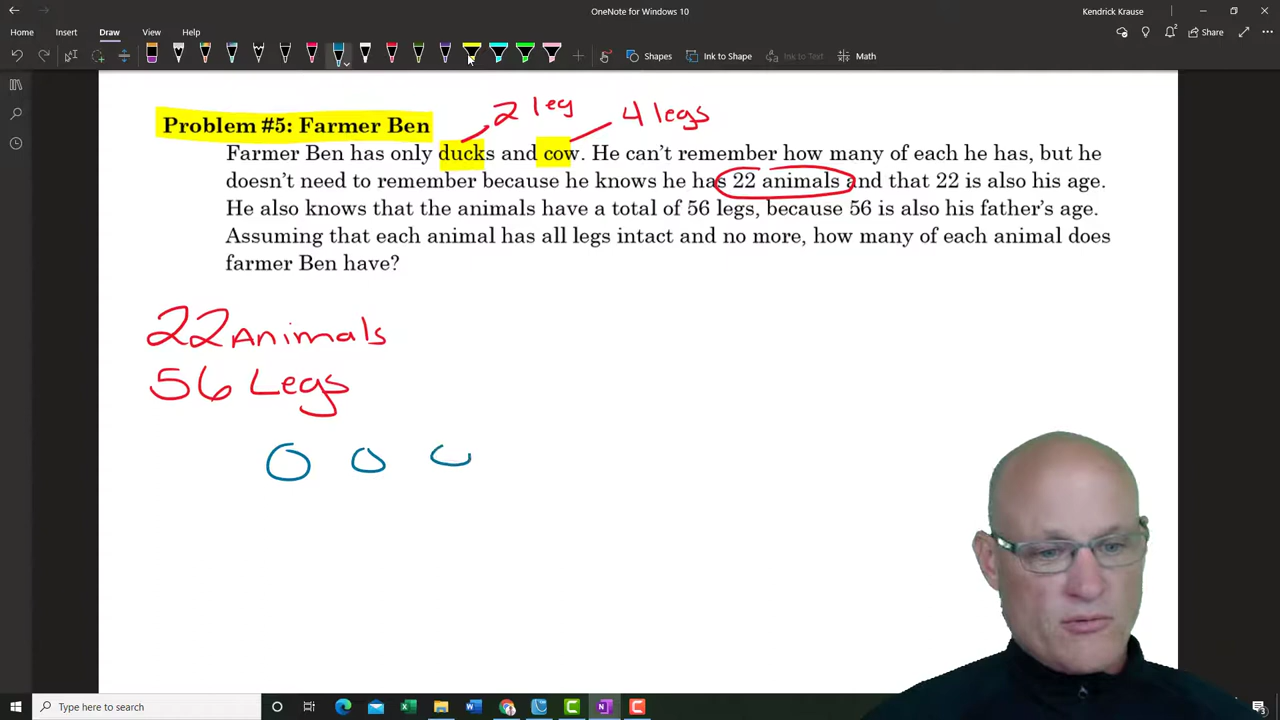 OneNote for Windows 10
Kendrick Krause
Home Insert Draw View Help
Shapes Ink to Shape Ink to Text Math
Share
2 leg
4 legs
Problem #5: Farmer Ben
Farmer Ben has only ducks and cow. He can't remember how many of each he has, but he
doesn't need to remember because he knows he has 22 animals and that 22 is also his age.
He also knows that the animals have a total of 56 legs, because 56 is also his father's age.
Assuming that each animal has all legs intact and no more, how many of each animal does
farmer Ben have?
22 Animals
56 Legs
Type here to search